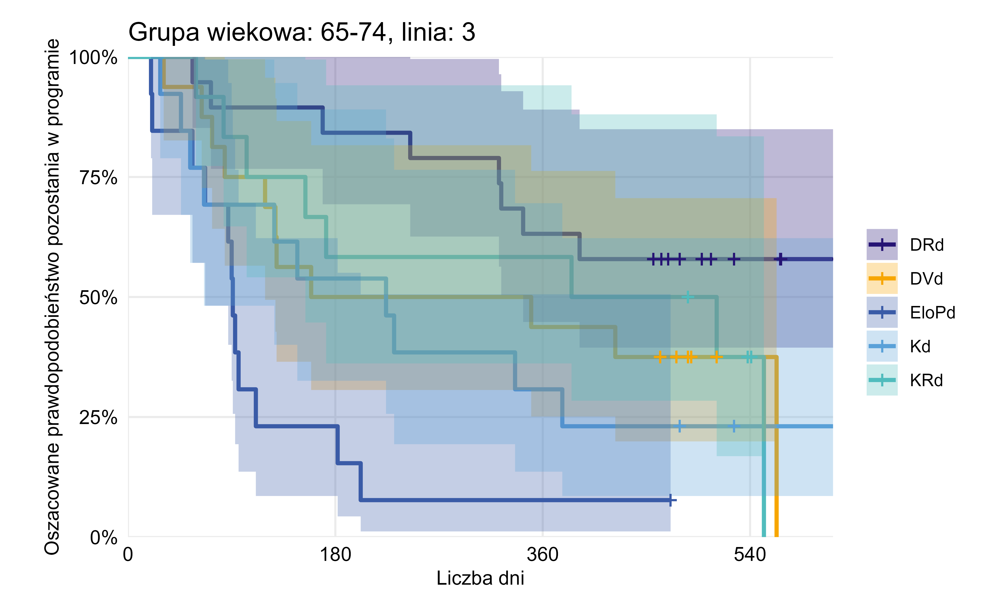 Grupa wiekowa: 65-74, linia: 3
Oszacowane prawdopodobieństwo pozostania w programie
100%
75%
50%
25%
0%
0
180
360
540
Liczba dni
DRd
DVd
EloPd
Kd
KRd